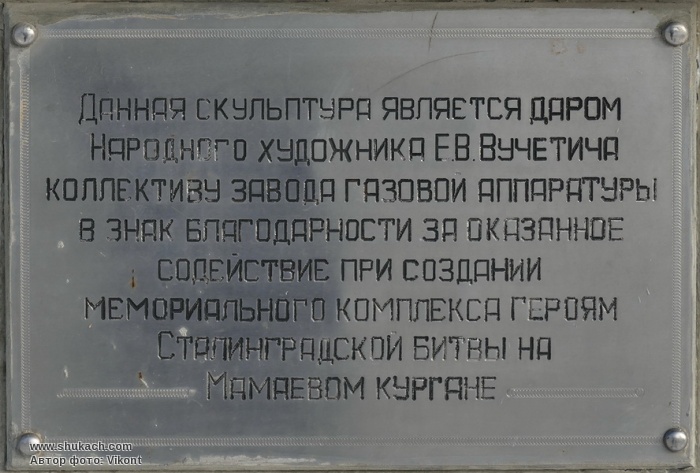 Данная скульптура является даром
Народного художника Е.В. Вучетича
коллективу завода газовой аппаратуры
в знак благодарности за оказанное
содействие при создании
мемориального комплекса героям
Сталинградской битвы на
Мамаевом кургане
www.shukach.com
Автор фото: Vikont